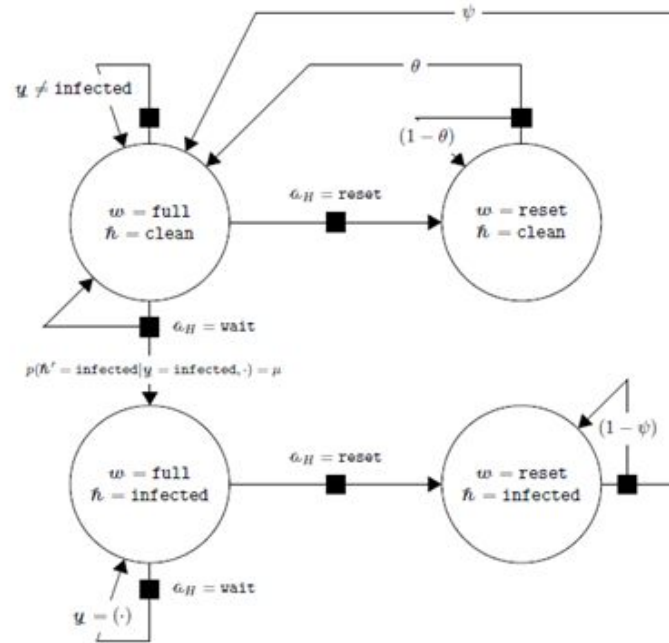 ψ
θ
y ≠ infected
(1 − θ)
w = full
ℏ = clean
a_H = reset
w = reset
ℏ = clean
a_H = wait
p(ℏ′ = infected|y = infected, ·) = μ
w = full
ℏ = infected
a_H = reset
w = reset
ℏ = infected
(1 − ψ)
a_H = wait
y = (·)